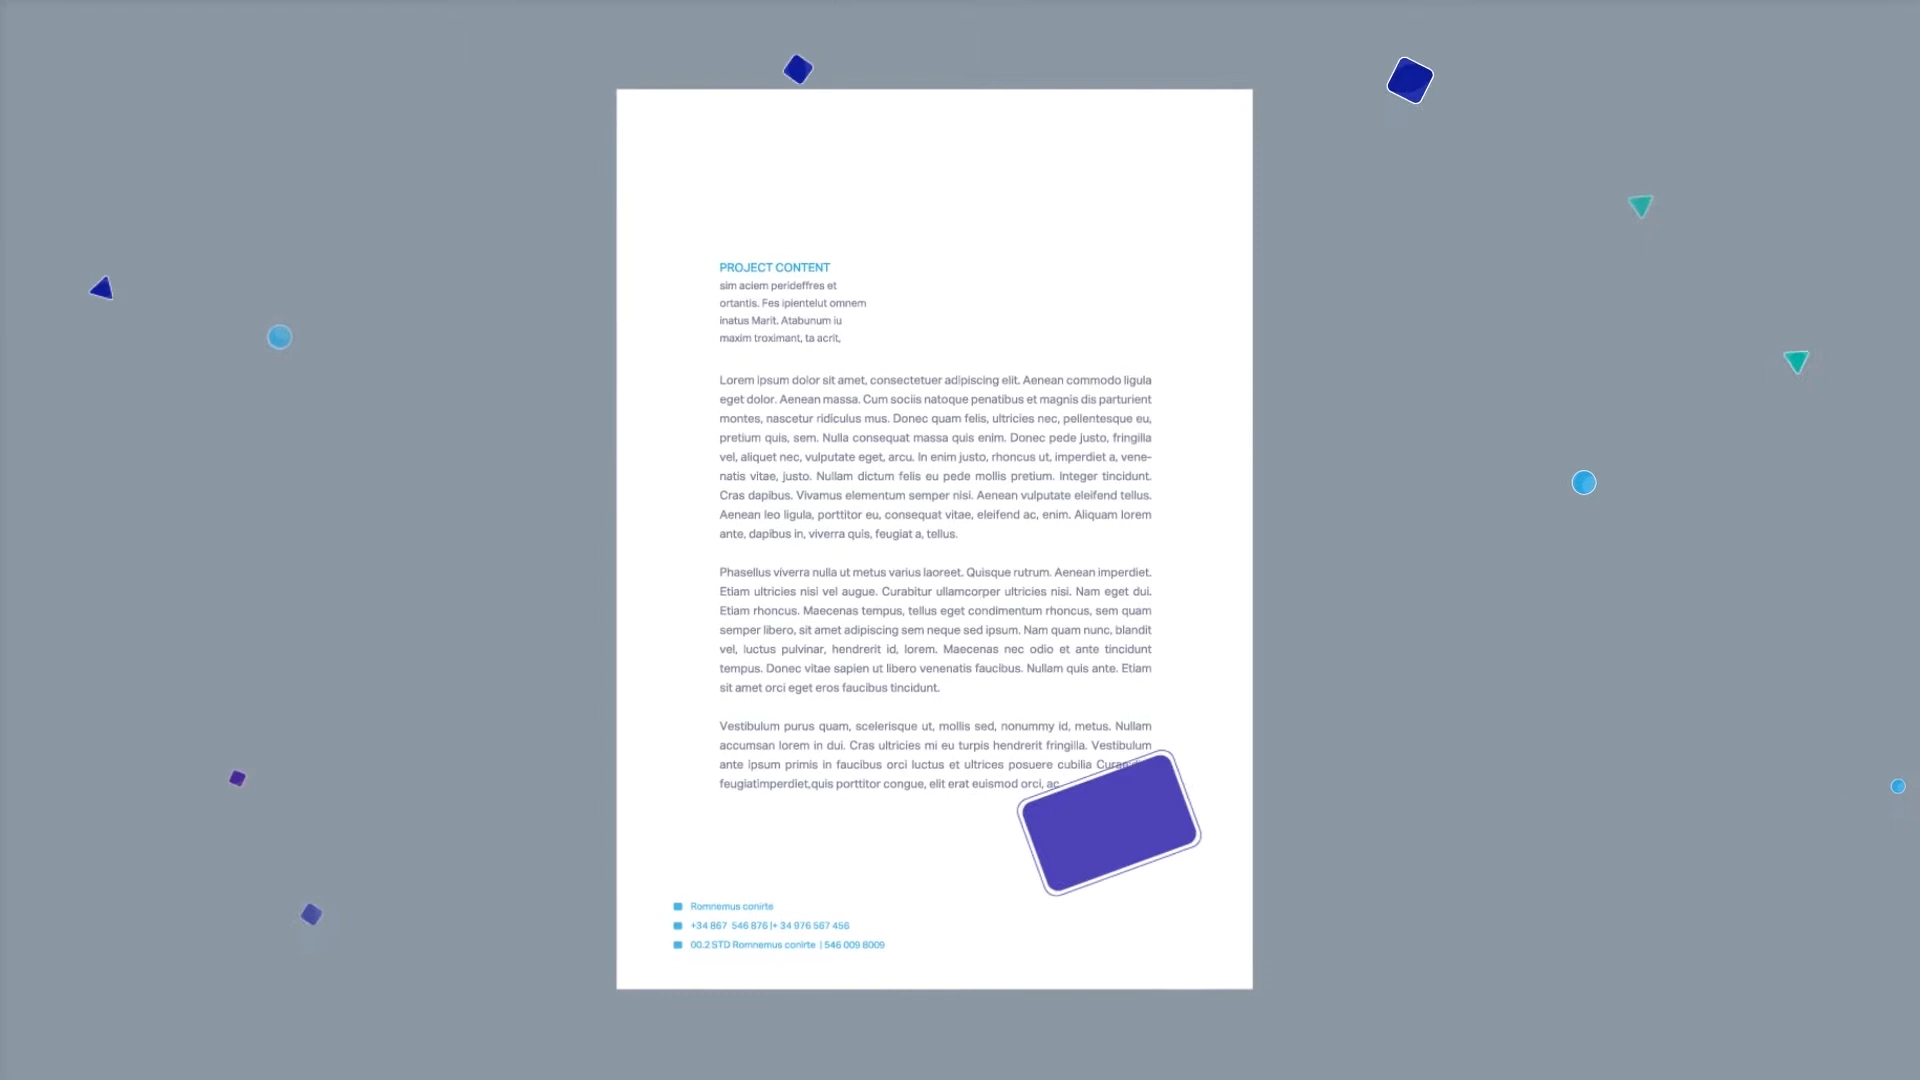 PROJECT CONTENT
sim aciem perideffres et
ortantis. Fes ipientelut omnem
inatus Marit. Atabunum iu
maxim troximant, ta acrit,
Lorem ipsum dolor sit amet, consectetuer adipiscing elit. Aenean commodo ligula
eget dolor. Aenean massa. Cum sociis natoque penatibus et magnis dis parturient
montes, nascetur ridiculus mus. Donec quam felis, ultricies nec, pellentesque eu,
pretium quis, sem. Nulla consequat massa quis enim. Donec pede justo, fringilla
vel, aliquet nec, vulputate eget, arcu. In enim justo, rhoncus ut, imperdiet a, vene-
natis vitae, justo. Nullam dictum felis eu pede mollis pretium. Integer tincidunt.
Cras dapibus. Vivamus elementum semper nisi. Aenean vulputate eleifend tellus.
Aenean leo ligula, porttitor eu, consequat vitae, eleifend ac, enim. Aliquam lorem
ante, dapibus in, viverra quis, feugiat a, tellus.
Phasellus viverra nulla ut metus varius laoreet. Quisque rutrum. Aenean imperdiet.
Etiam ultricies nisi vel augue. Curabitur ullamcorper ultricies nisi. Nam eget dui.
Etiam rhoncus. Maecenas tempus, tellus eget condimentum rhoncus, sem quam
semper libero, sit amet adipiscing sem neque sed ipsum. Nam quam nunc, blandit
vel, luctus pulvinar, hendrerit id, lorem. Maecenas nec odio et ante tincidunt
tempus. Donec vitae sapien ut libero venenatis faucibus. Nullam quis ante. Etiam
sit amet orci eget eros faucibus tincidunt.
Vestibulum purus quam, scelerisque ut, mollis sed, nonummy id, metus. Nullam
accumsan lorem in dui. Cras ultricies mi eu turpis hendrerit fringilla. Vestibulum
ante ipsum primis in faucibus orci luctus et ultrices posuere cubilia
feugiatimperdiet,quis porttitor congue, elit erat euismod orci, ac
Romnemus conirte
+34 867 546 876 |+ 34 976 567 456
00.2 STD Romnemus conirte | 546 009 8009